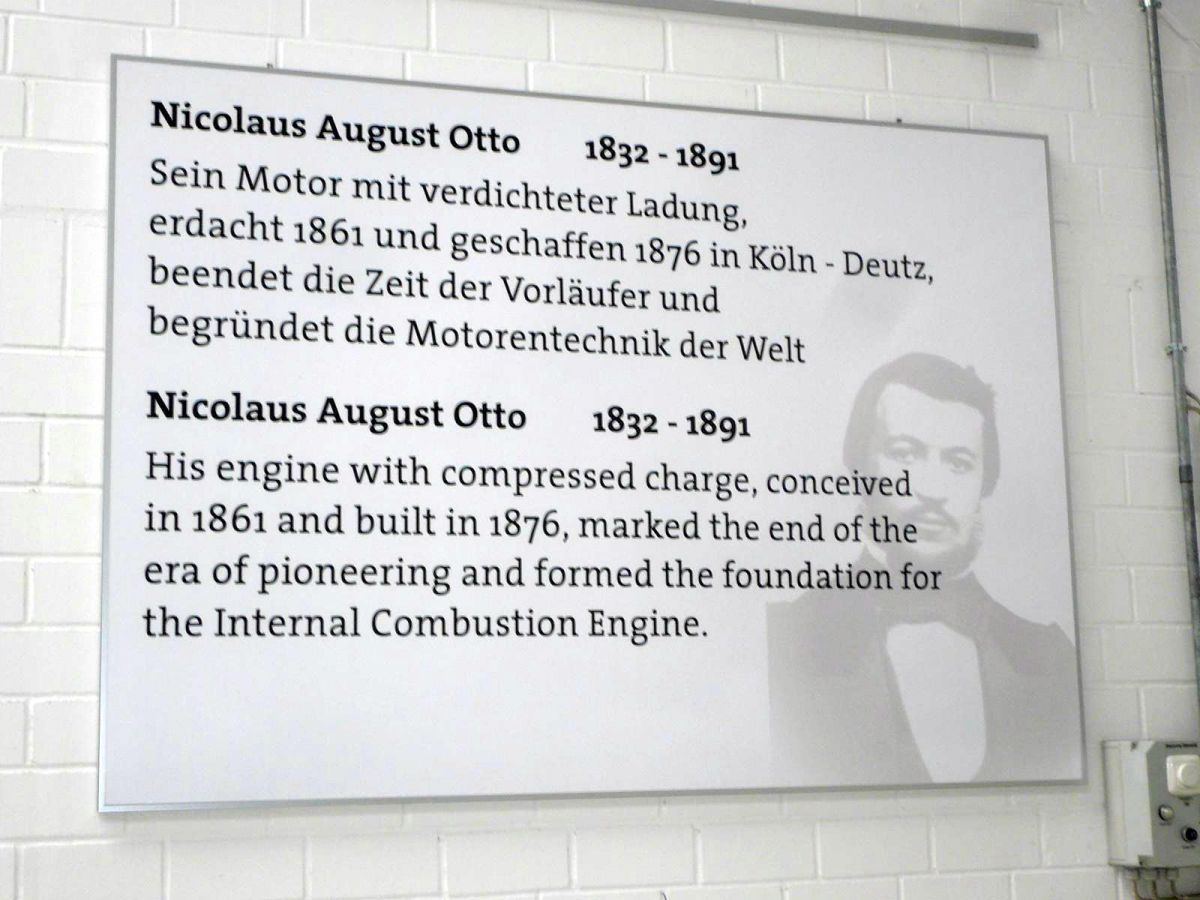 Nicolaus August Otto 1832 - 1891
Sein Motor mit verdichteter Ladung,
erdacht 1861 und geschaffen 1876 in Köln - Deutz,
beendet die Zeit der Vorläufer und
begründet die Motorentechnik der Welt
Nicolaus August Otto 1832 - 1891
His engine with compressed charge, conceived
in 1861 and built in 1876, marked the end of the
era of pioneering and formed the foundation for
the Internal Combustion Engine.